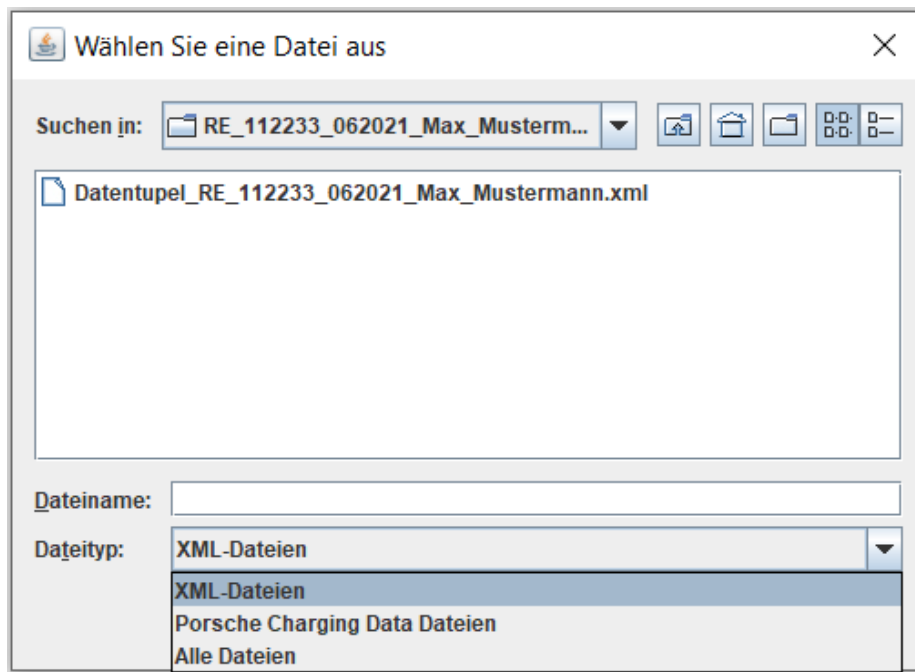 Wählen Sie eine Datei aus
Suchen in: RE_112233_062021_Max_Musterm...
Datentupel_RE_112233_062021_Max_Mustermann.xml
Dateiname:
Dateityp: XML-Dateien
XML-Dateien
Porsche Charging Data Dateien
Alle Dateien